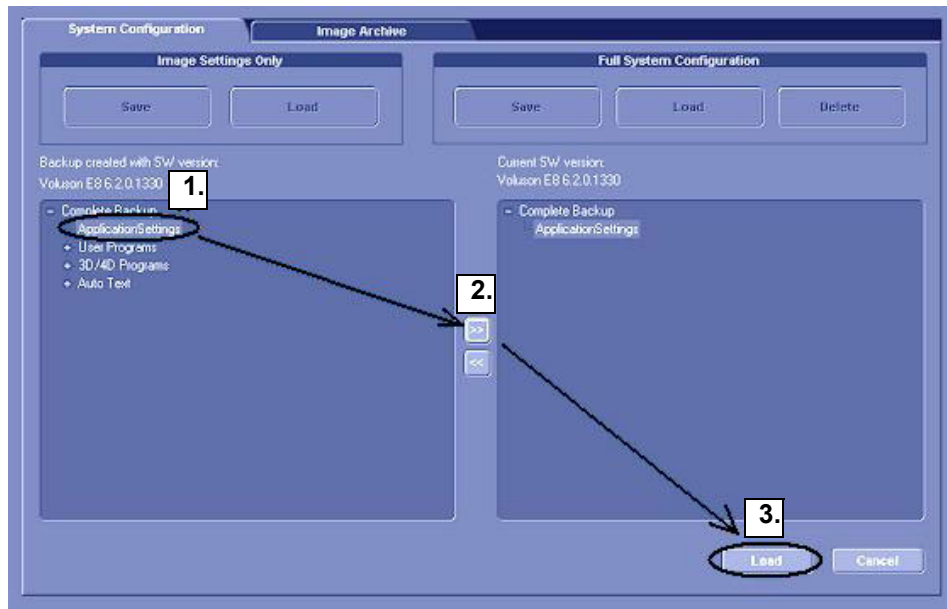 System Configuration
Image Archive
Image Settings Only
Full System Configuration
Save
Load
Save
Load
Delete
Backup created with SW version:
Voluson E8 6.2.0.1330
Current SW version:
Voluson E8 6.2.0.1330
1.
- Complete Backup
ApplicationSettings
+ User Programs
+ 3D/4D Programs
+ Auto Text
- Complete Backup
ApplicationSettings
2.
>>
<<
3.
Load
Cancel